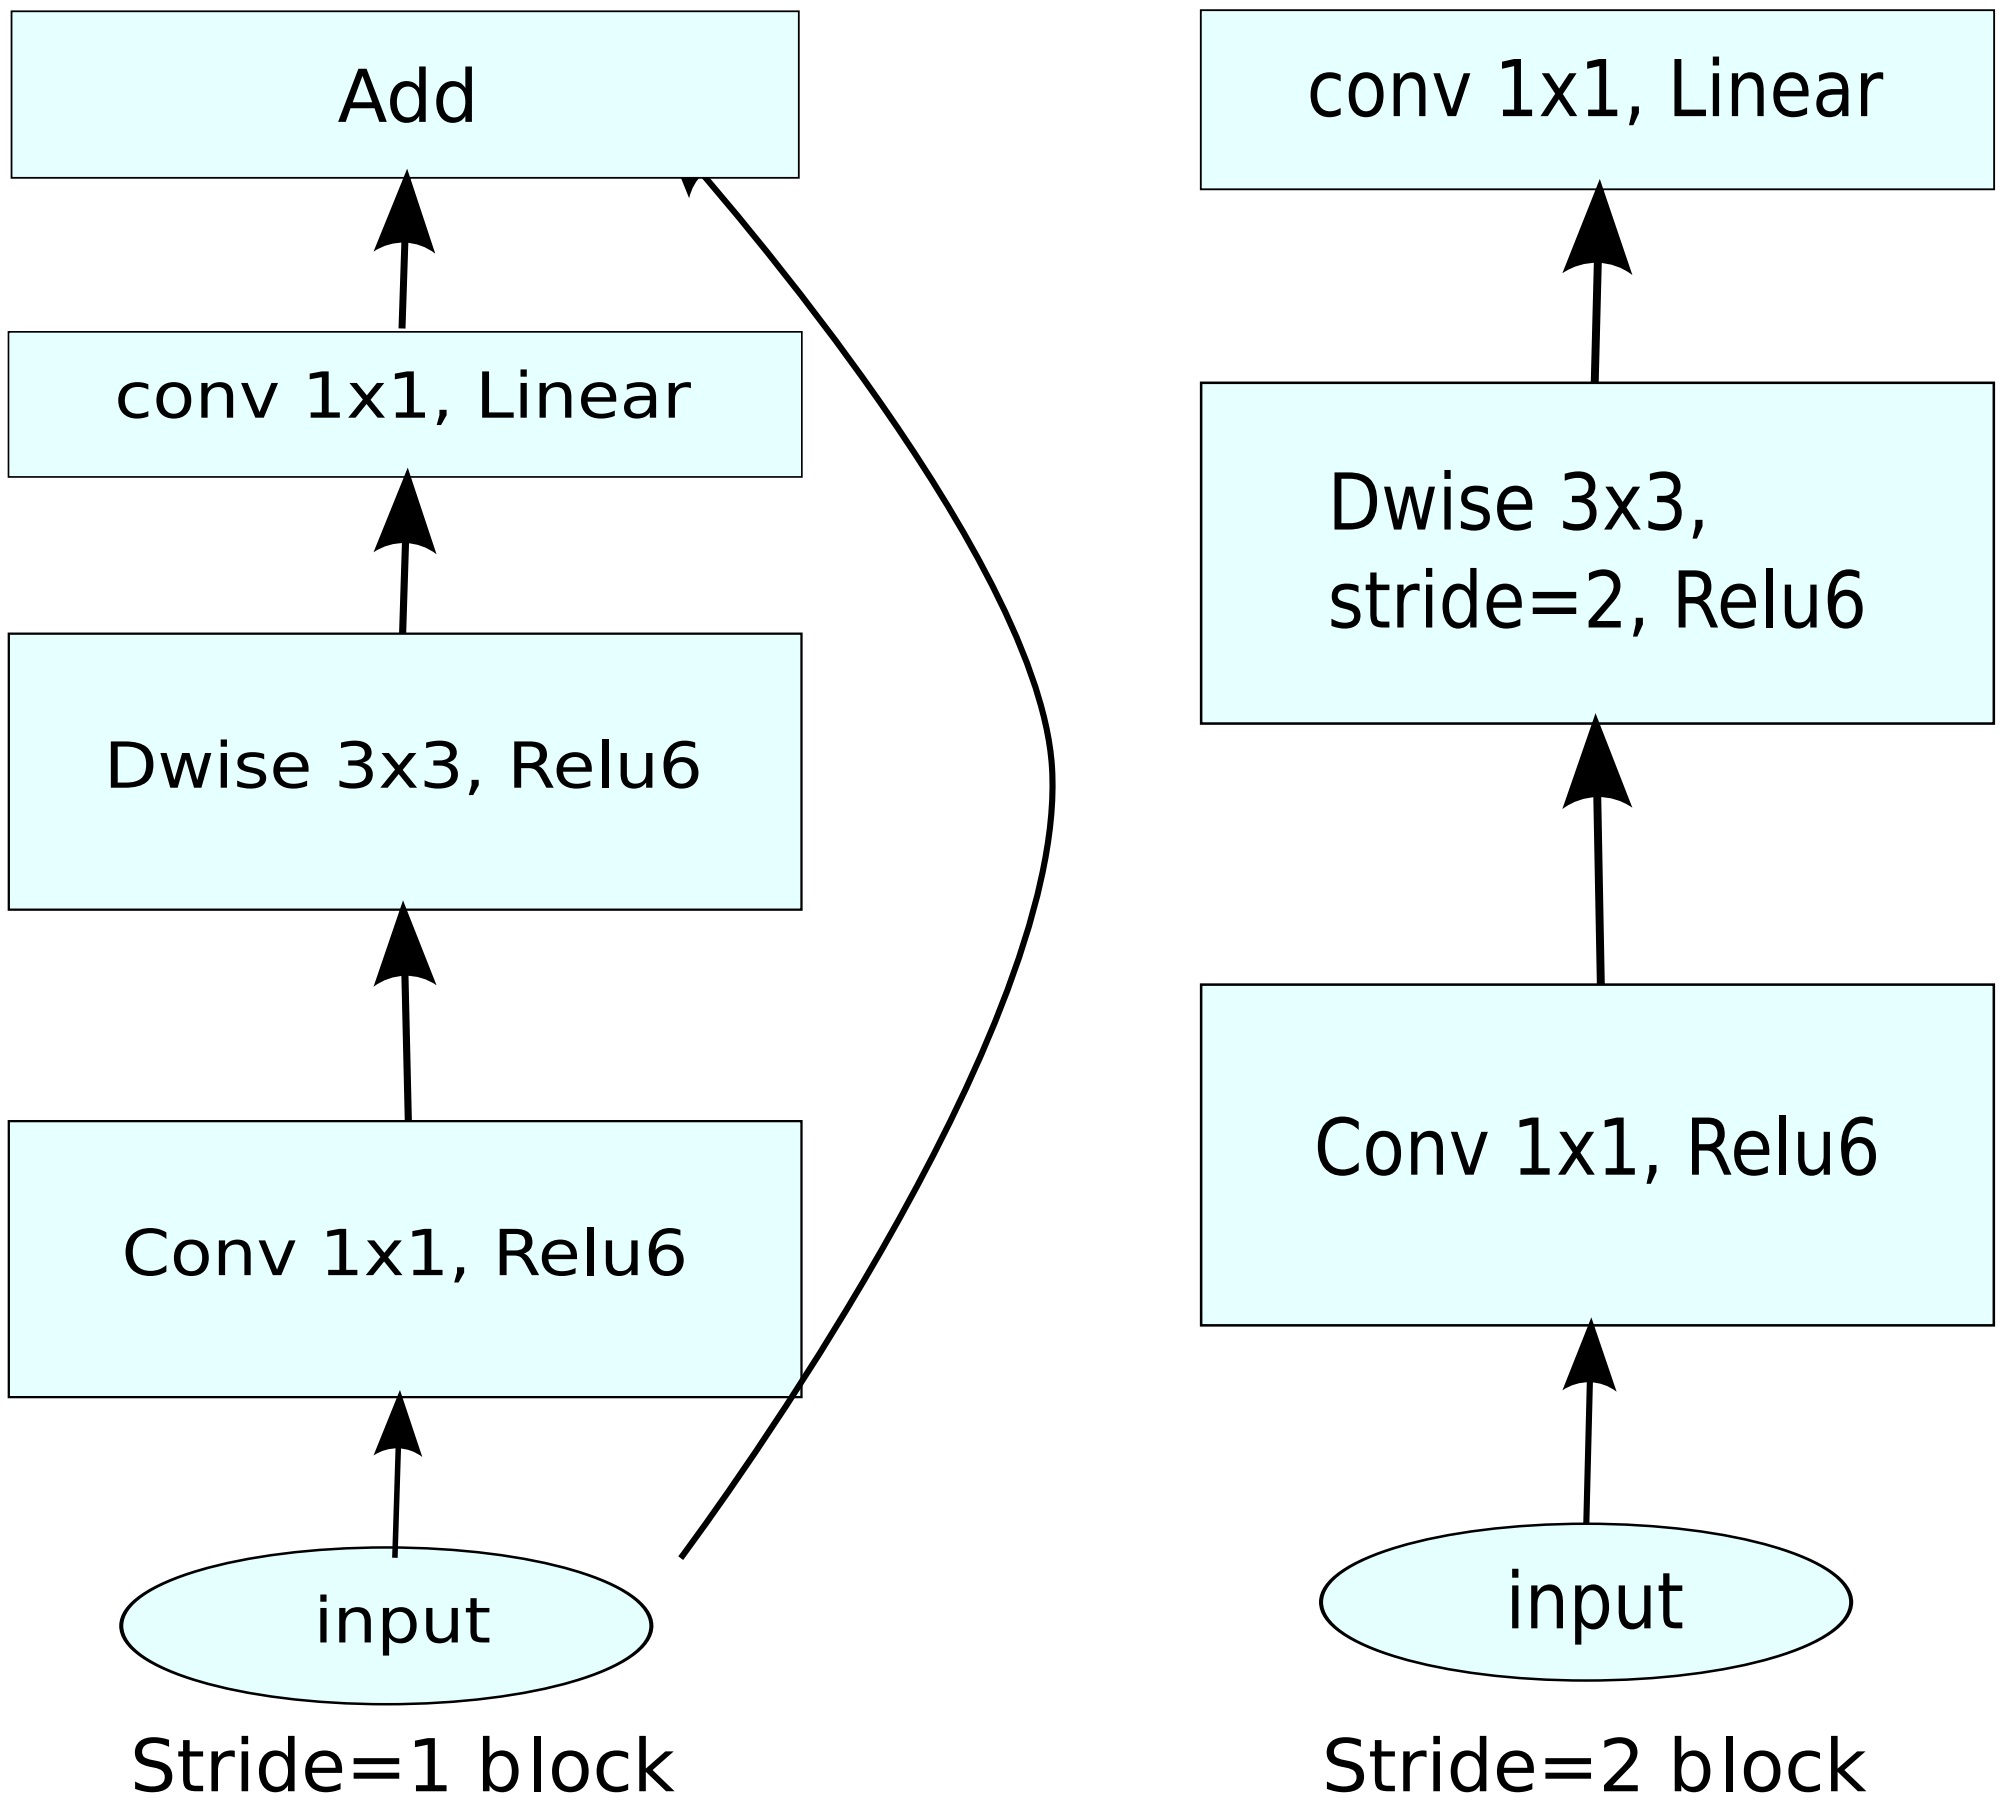 Add
conv 1x1, Linear
Dwise 3x3, Relu6
Conv 1x1, Relu6
input
Stride=1 block
conv 1x1, Linear
Dwise 3x3,
stride=2, Relu6
Conv 1x1, Relu6
input
Stride=2 block